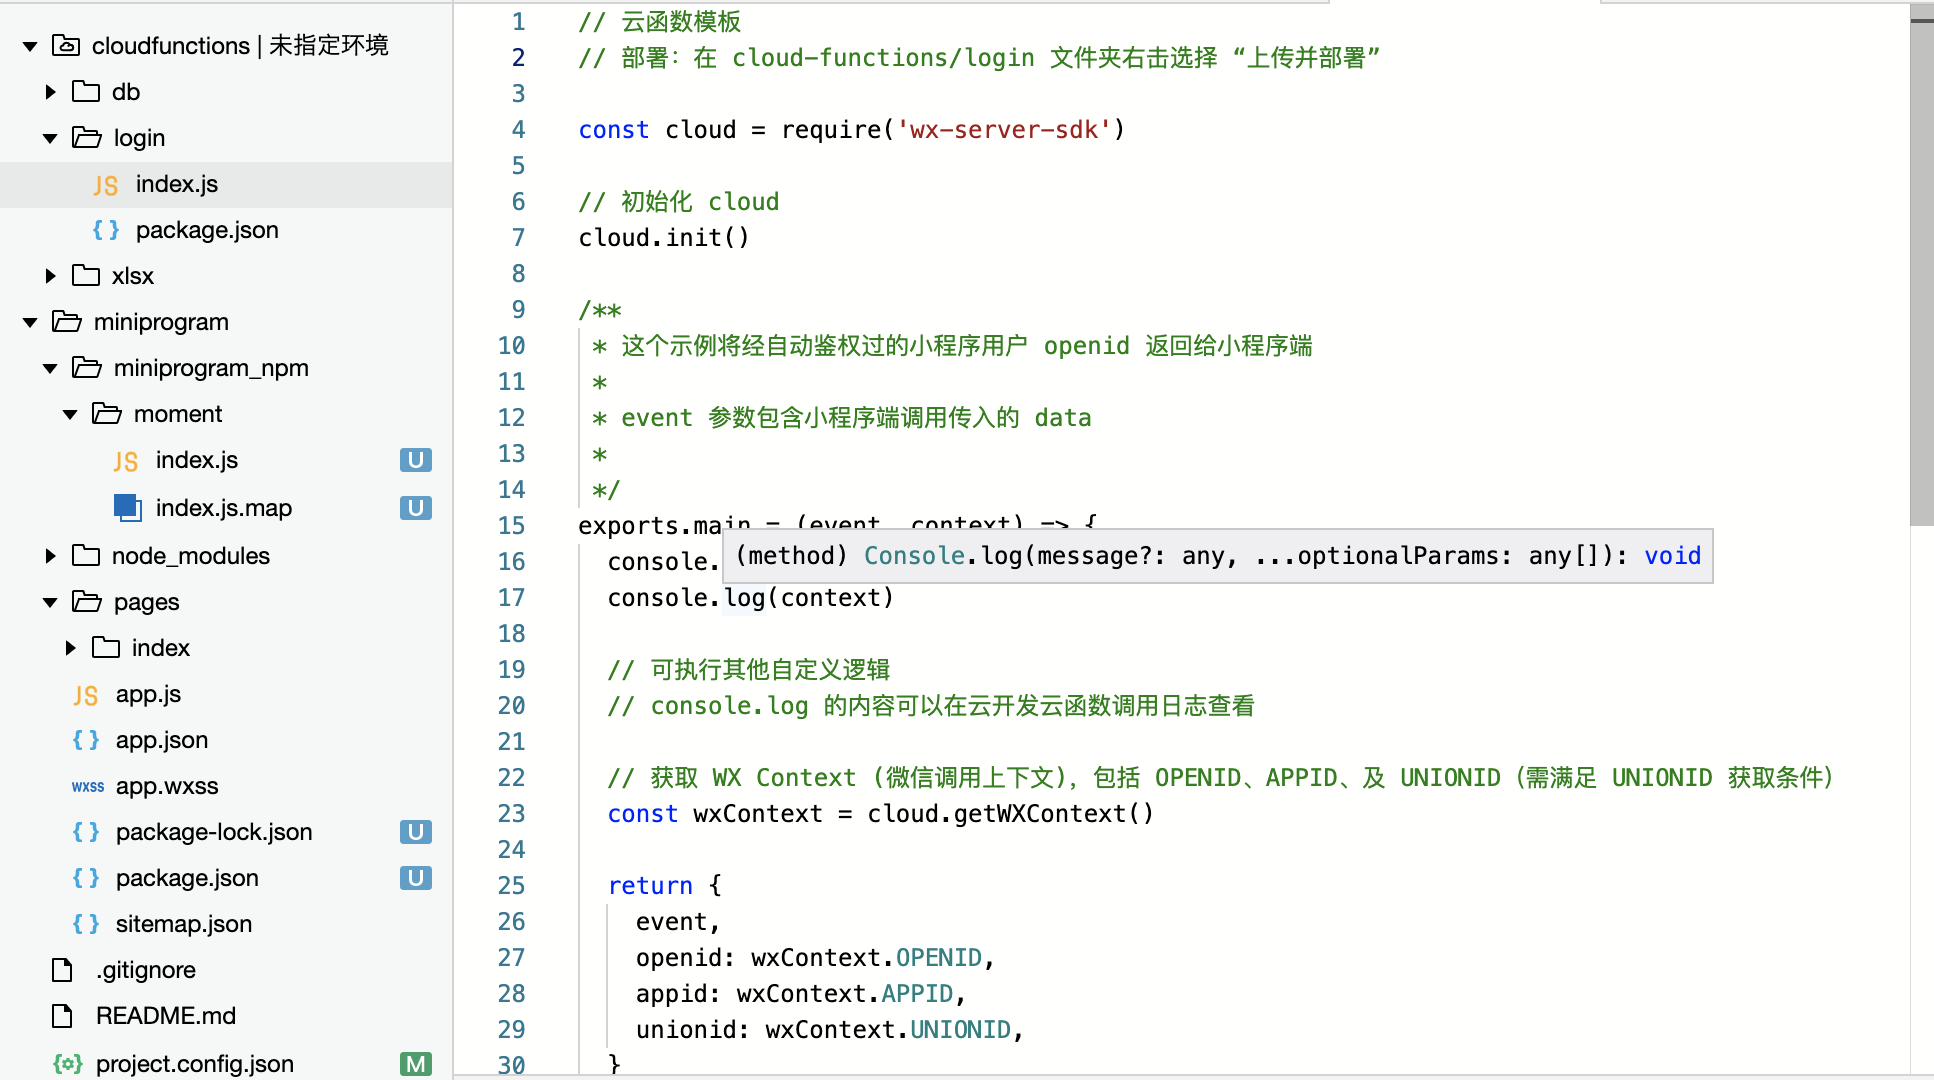 cloudfunctions | 未指定环境
db
login
JS index.js
{ } package.json
xlsx
miniprogram
miniprogram_npm
moment
JS index.js U
index.js.map U
node_modules
pages
index
JS app.js
{ } app.json
wxss app.wxss
{ } package-lock.json U
{ } package.json U
{ } sitemap.json
.gitignore
README.md
project.config.json M
1 // 云函数模板
2 // 部署：在 cloud-functions/login 文件夹右击选择 “上传并部署”
3
4 const cloud = require('wx-server-sdk')
5
6 // 初始化 cloud
7 cloud.init()
8
9 /**
10 * 这个示例将经自动鉴权过的小程序用户 openid 返回给小程序端
11 *
12 * event 参数包含小程序端调用传入的 data
13 *
14 */
15 exports.main = (event, context) => {
16 console.
(method) Console.log(message?: any, ...optionalParams: any[]): void
17 console.log(context)
18
19 // 可执行其他自定义逻辑
20 // console.log 的内容可以在云开发云函数调用日志查看
21
22 // 获取 WX Context (微信调用上下文)，包括 OPENID、APPID、及 UNIONID（需满足 UNIONID 获取条件）
23 const wxContext = cloud.getWXContext()
24
25 return {
26 event,
27 openid: wxContext.OPENID,
28 appid: wxContext.APPID,
29 unionid: wxContext.UNIONID,
30 }